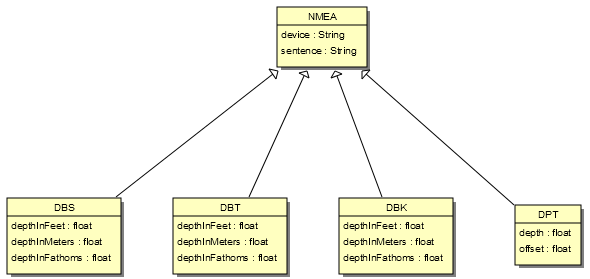 NMEA
device : String
sentence : String
DBS
depthInFeet : float
depthInMeters : float
depthInFathoms : float
DBT
depthInFeet : float
depthInMeters : float
depthInFathoms : float
DBK
depthInFeet : float
depthInMeters : float
depthInFathoms : float
DPT
depth : float
offset : float